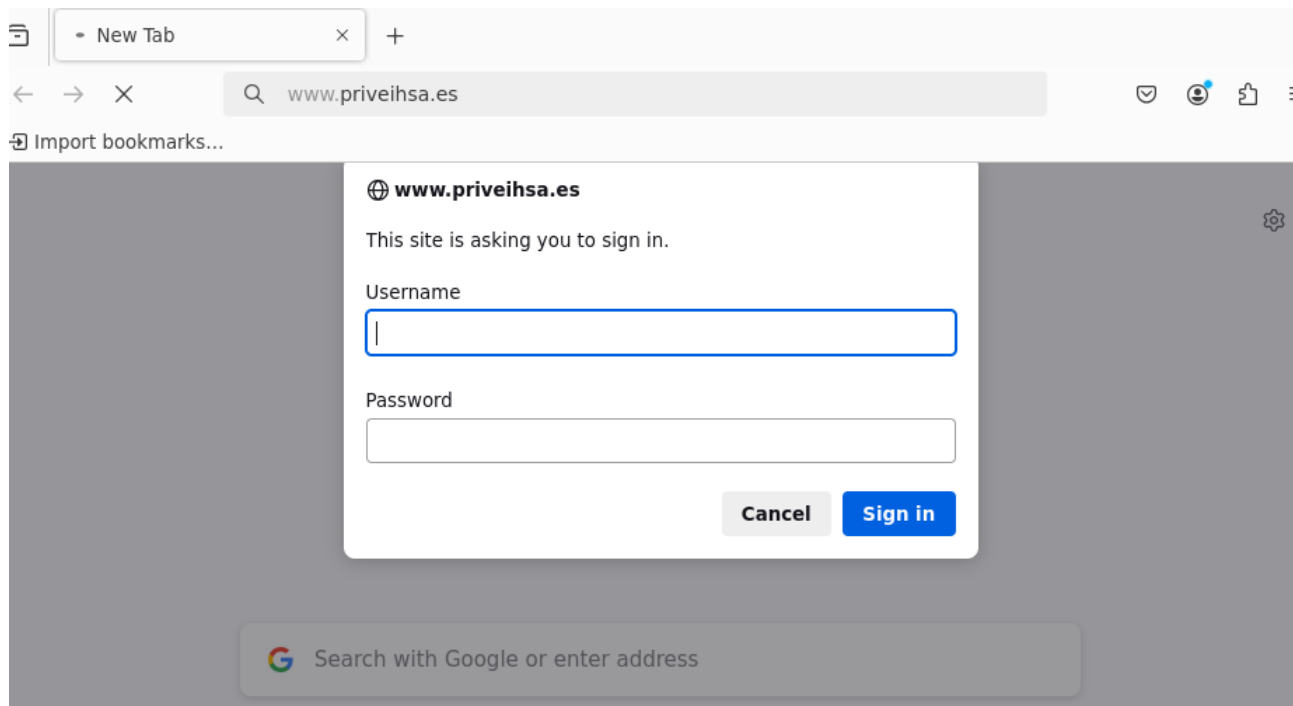 New Tab
www.priveihsa.es
Import bookmarks...
www.priveihsa.es
This site is asking you to sign in.
Username
Password
Cancel Sign in
Search with Google or enter address